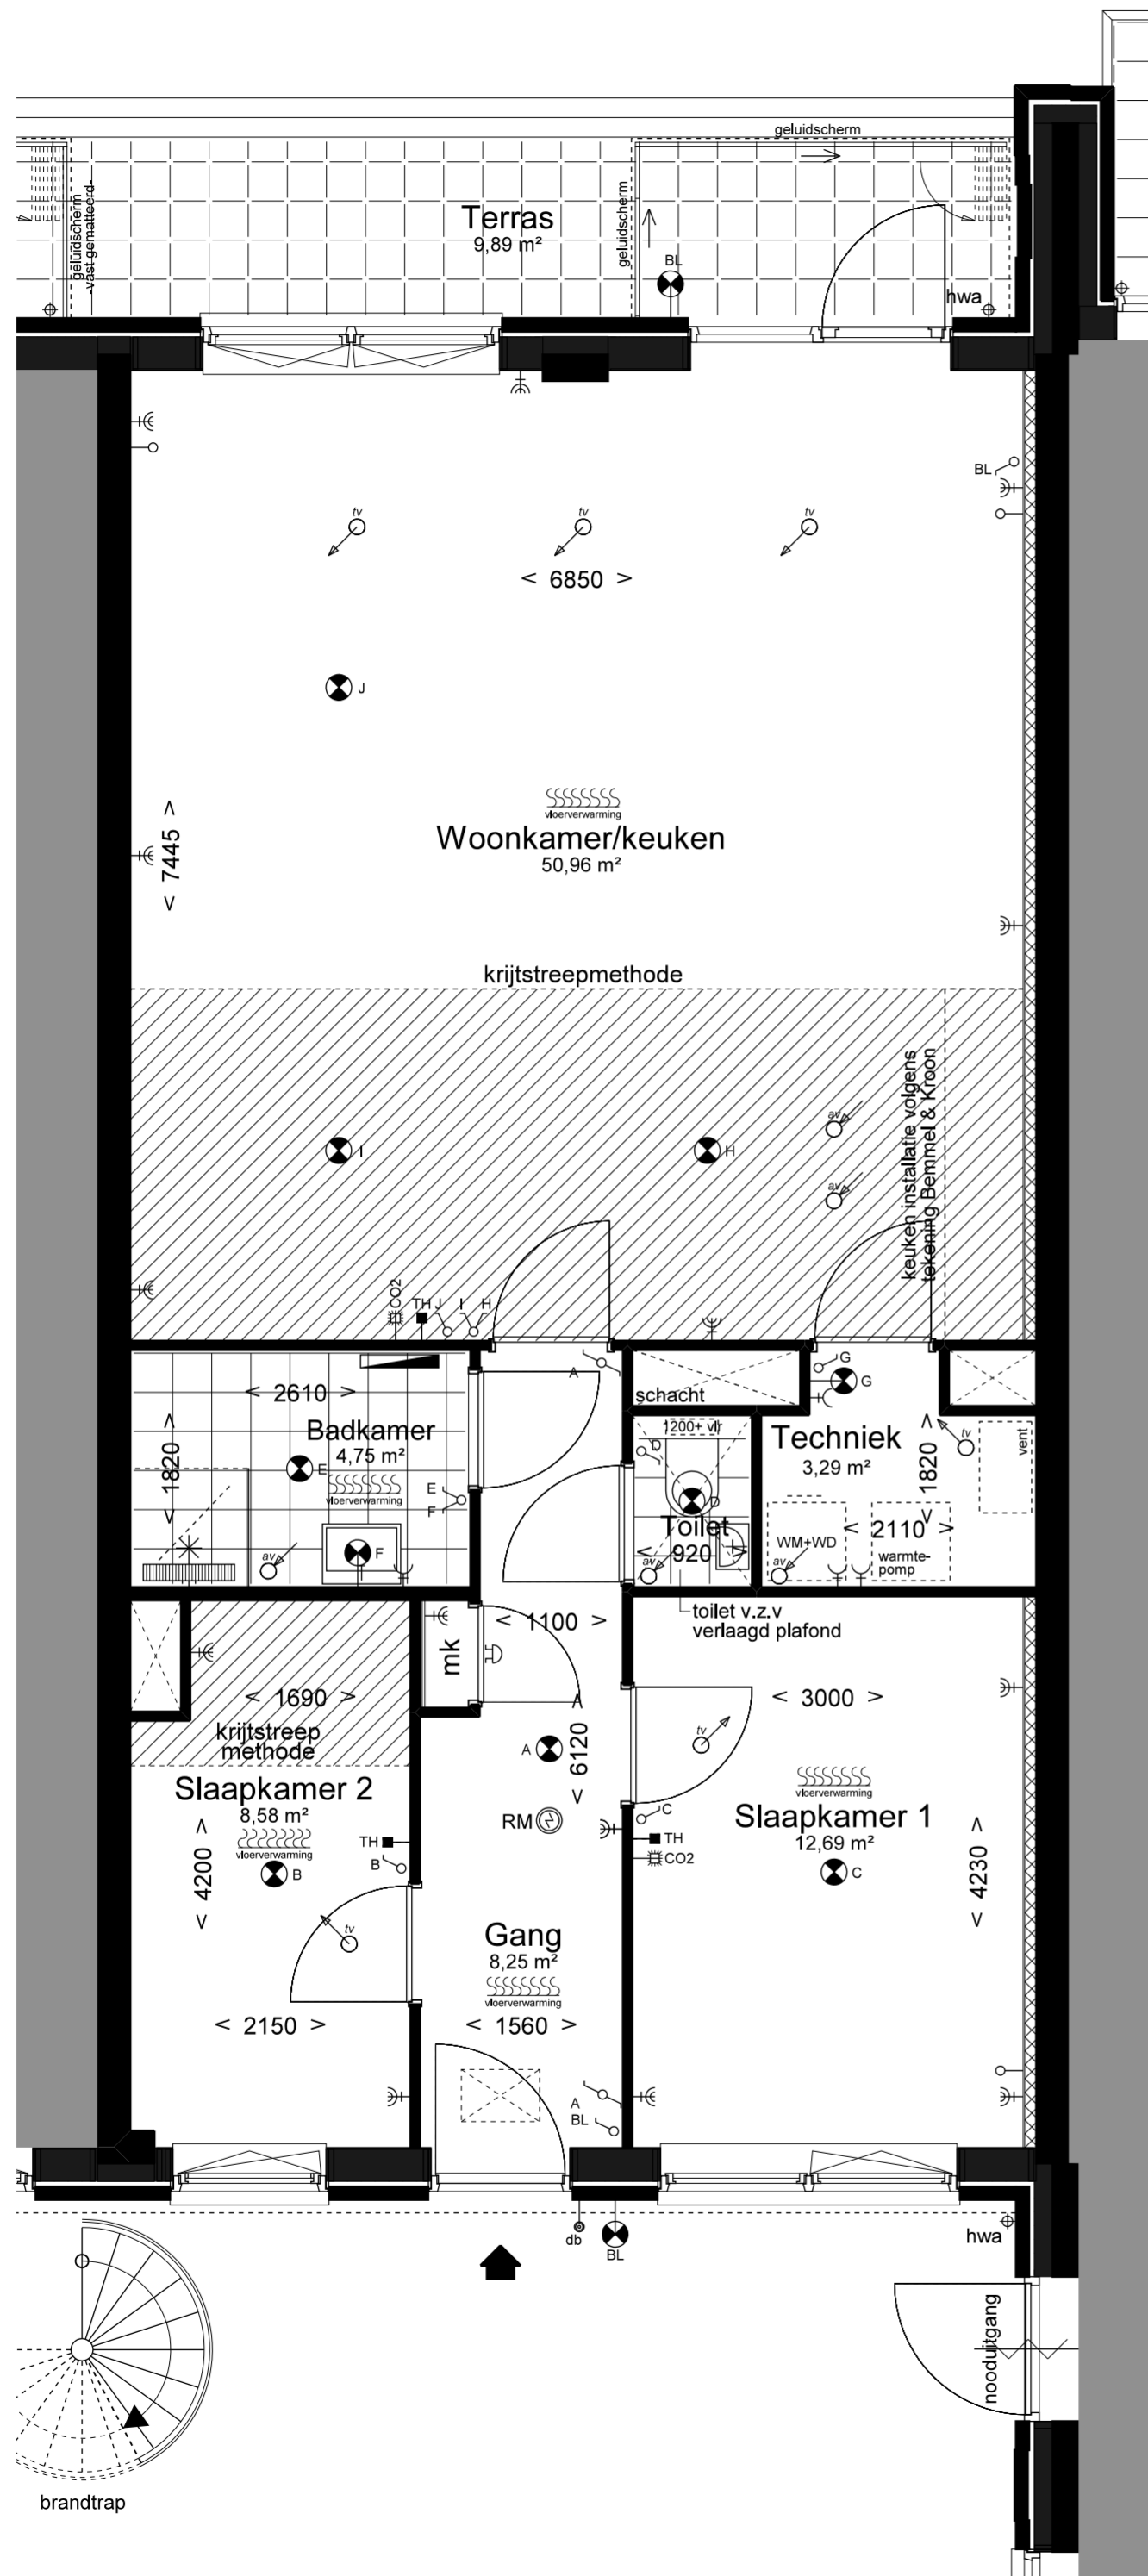 geluidscherm
geluidscherm
-vast gematteerd-
geluidscherm
Terras
9,89 m²
BL
hwa
BL
tv
tv
tv
< 6850 >
J
< 7445 >
vloerverwarming
Woonkamer/keuken
50,96 m²
krijtstreepmethode
keuken installatie volgens
tekening Bemmel & Kroon
av
av
I
H
CO2
TH
J
I
H
A
G
G
schacht
< 2610 >
Badkamer
4,75 m²
vloerverwarming
< 1820 >
E
E
F
F
av
1200+ vlr
D
D
Toilet
< 920 >
av
Techniek
3,29 m²
tv
< 1820 >
vent
< 2110 >
WM+WD
av
warmte-
pomp
toilet v.z.v
verlaagd plafond
mk
< 1100 >
< 1690 >
krijtstreep
methode
Slaapkamer 2
8,58 m²
vloerverwarming
< 4200 >
TH
B
B
tv
< 2150 >
A
< 6120 >
RM
Gang
8,25 m²
vloerverwarming
< 1560 >
A
BL
< 3000 >
tv
vloerverwarming
Slaapkamer 1
12,69 m²
C
TH
CO2
C
< 4230 >
db
BL
hwa
nooduitgang
brandtrap